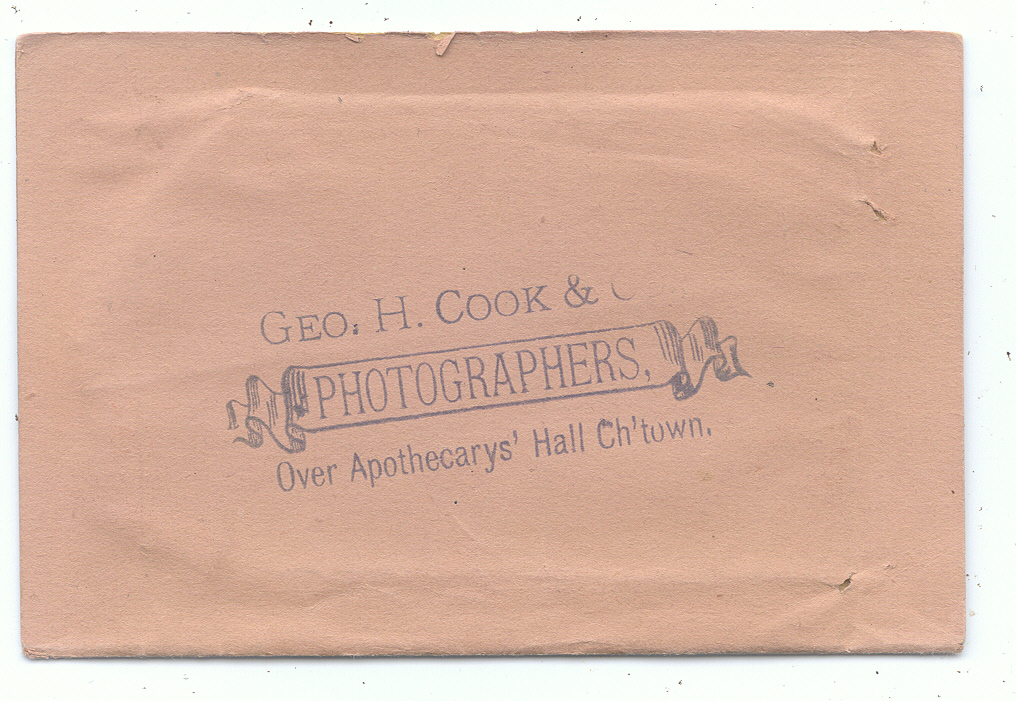 GEO. H. COOK &
PHOTOGRAPHERS,
Over Apothecarys' Hall Ch'town.